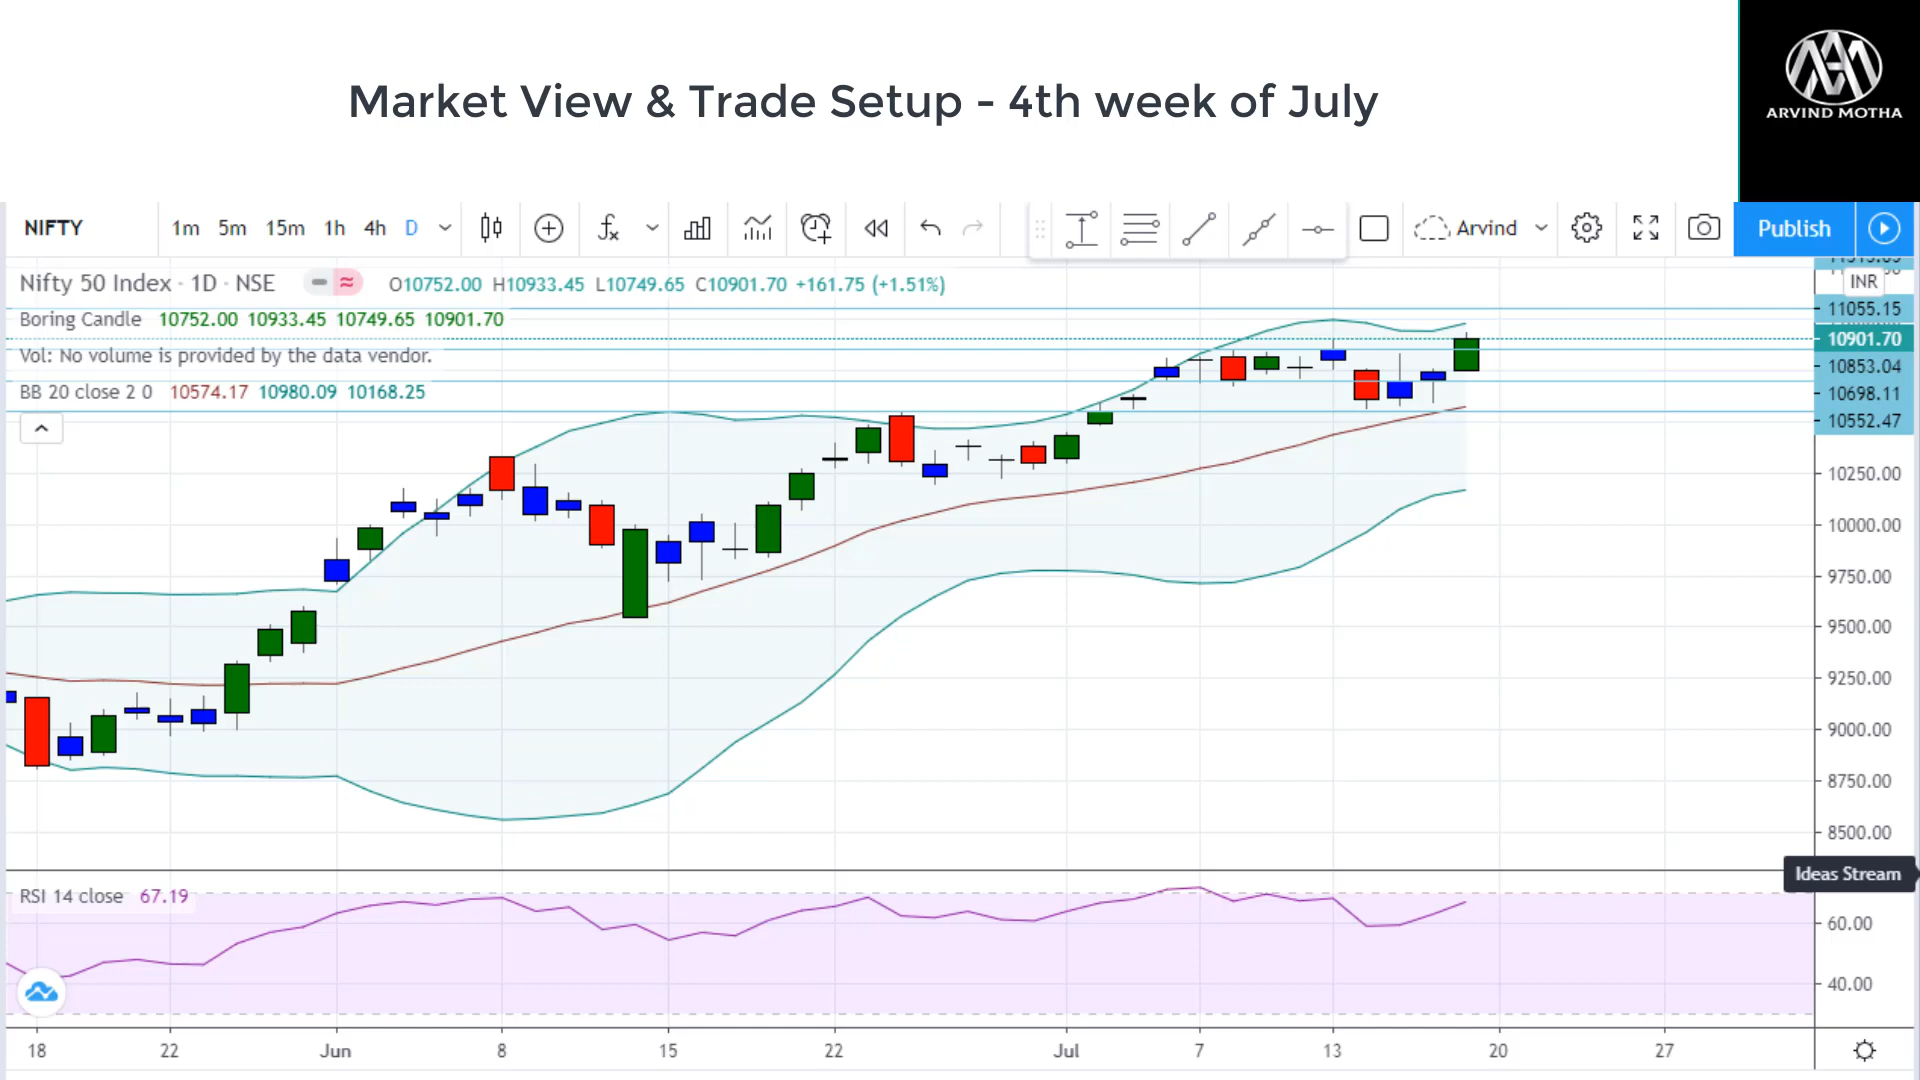 Market View & Trade Setup - 4th week of July
ARVIND MOTHA
NIFTY 1m 5m 15m 1h 4h D Arvind Publish
Nifty 50 Index · 1D · NSE O10752.00 H10933.45 L10749.65 C10901.70 +161.75 (+1.51%)
INR
Boring Candle 10752.00 10933.45 10749.65 10901.70
Vol: No volume is provided by the data vendor.
BB 20 close 2 0 10574.17 10980.09 10168.25
11055.15
10901.70
10853.04
10698.11
10552.47
10250.00
10000.00
9750.00
9500.00
9250.00
9000.00
8750.00
8500.00
Ideas Stream
RSI 14 close 67.19
60.00
40.00
18 22 Jun 8 15 22 Jul 7 13 20 27